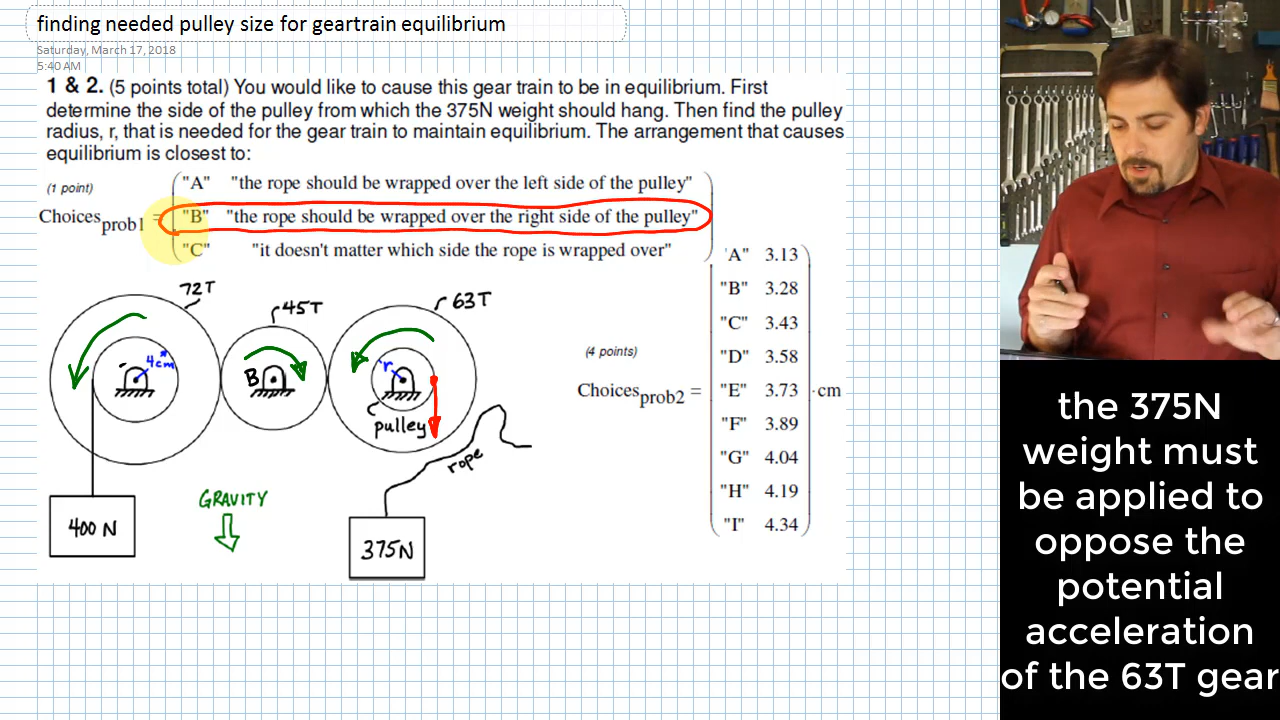 finding needed pulley size for geartrain equilibrium
Saturday, March 17, 2018
5:40 AM
1 & 2. (5 points total) You would like to cause this gear train to be in equilibrium. First
determine the side of the pulley from which the 375N weight should hang. Then find the pulley
radius, r, that is needed for the gear train to maintain equilibrium. The arrangement that causes
equilibrium is closest to:
(1 point)
Choices prob1 =
"A" "the rope should be wrapped over the left side of the pulley"
"B" "the rope should be wrapped over the right side of the pulley"
"C" "it doesn't matter which side the rope is wrapped over"
72T
45T
63T
4cm
B
r
pulley
rope
400 N
GRAVITY
375N
(4 points)
Choices prob2 =
"A" 3.13
"B" 3.28
"C" 3.43
"D" 3.58
"E" 3.73
"F" 3.89
"G" 4.04
"H" 4.19
"I" 4.34
·cm
the 375N
weight must
be applied to
oppose the
potential
acceleration
of the 63T gear